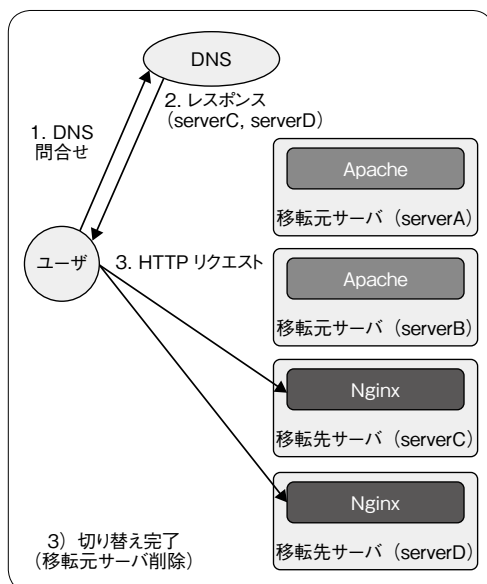 DNS
2. レスポンス
(serverC, serverD)
1. DNS
問合せ
Apache
移転元サーバ (serverA)
ユーザ
3. HTTP リクエスト
Apache
移転元サーバ (serverB)
Nginx
移転先サーバ (serverC)
Nginx
移転先サーバ (serverD)
3) 切り替え完了
(移転元サーバ削除)